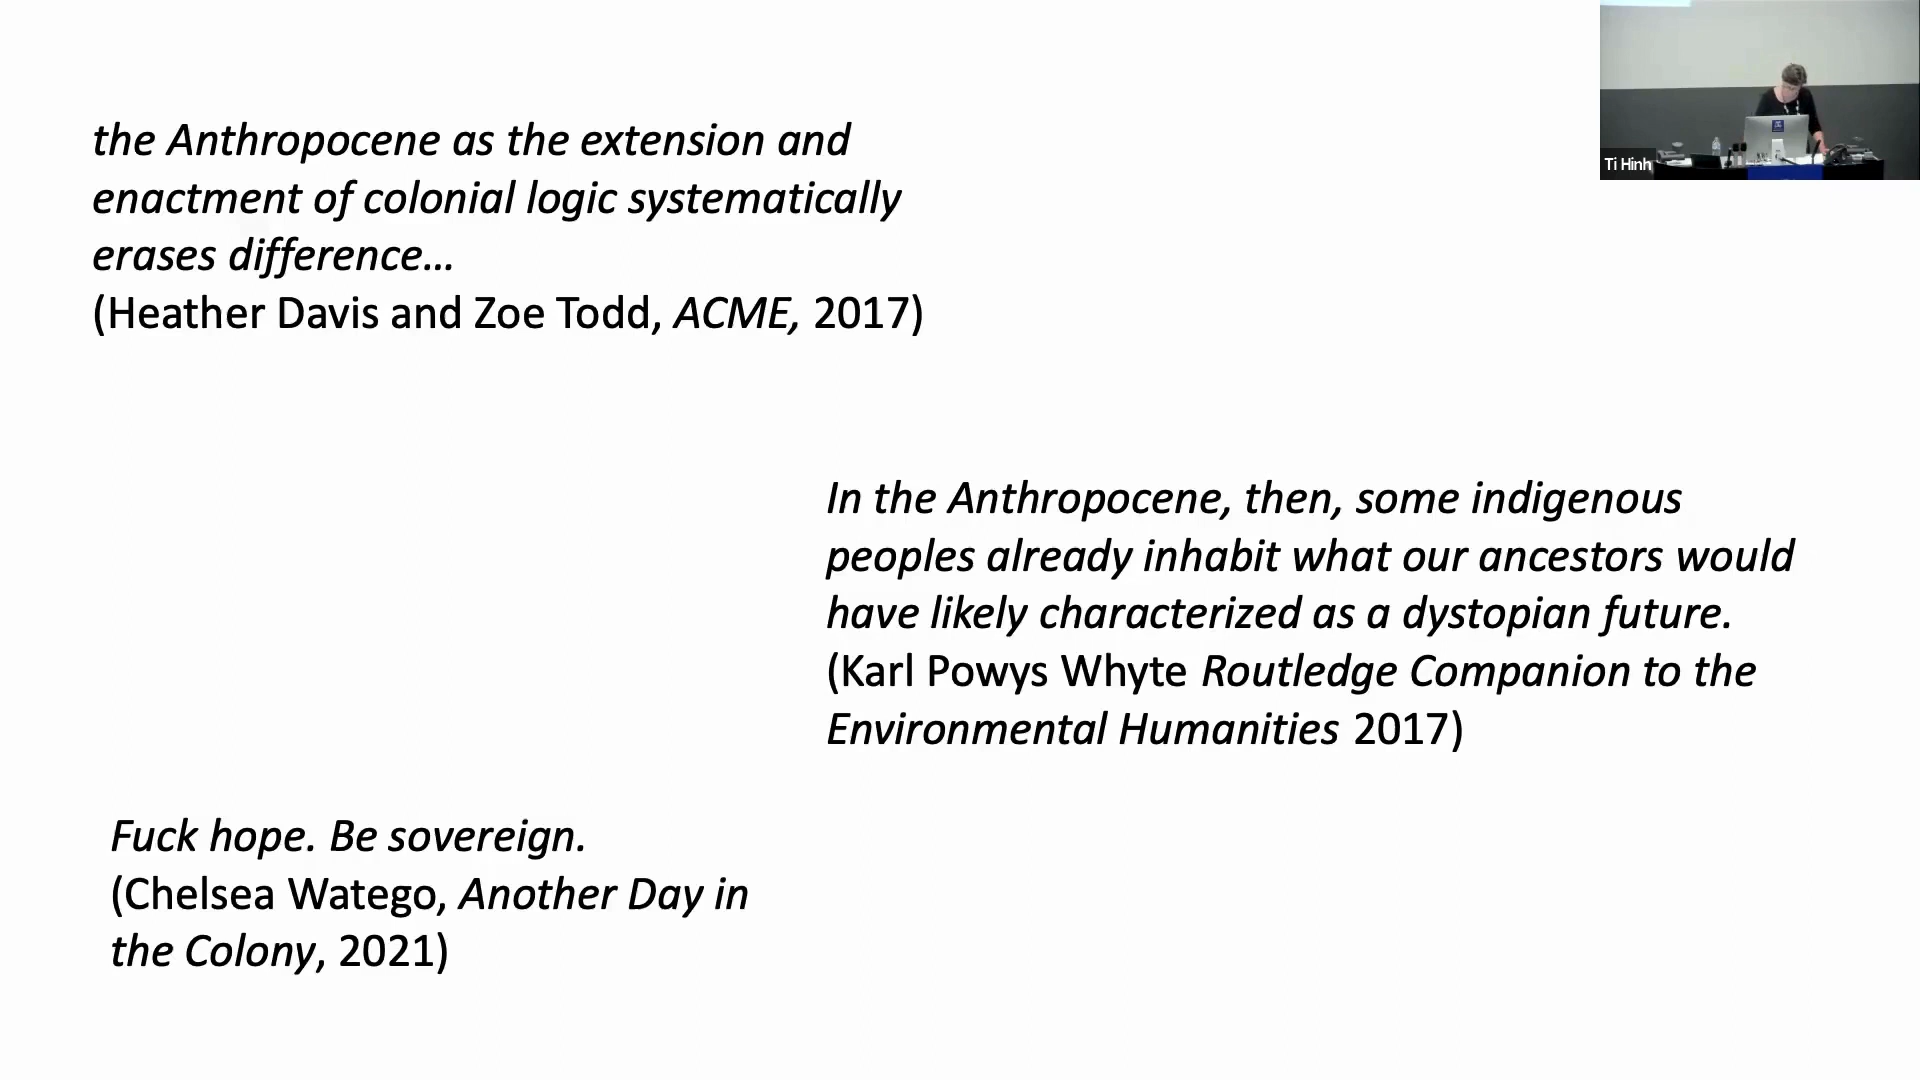 the Anthropocene as the extension and
enactment of colonial logic systematically
erases difference…
(Heather Davis and Zoe Todd, ACME, 2017)
Ti Hinh
In the Anthropocene, then, some indigenous
peoples already inhabit what our ancestors would
have likely characterized as a dystopian future.
(Karl Powys Whyte Routledge Companion to the
Environmental Humanities 2017)
Fuck hope. Be sovereign.
(Chelsea Watego, Another Day in
the Colony, 2021)